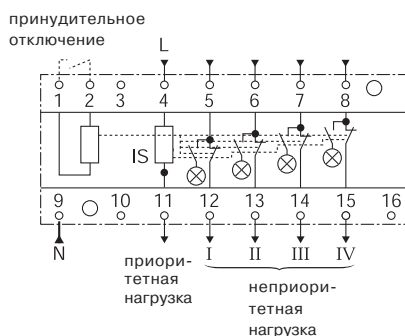 принудительное
отключение
L
1 2 3 4 5 6 7 8
IS
9 10 11 12 13 14 15 16
N I II III IV
приори-
тетная
нагрузка
неприори-
тетная
нагрузка